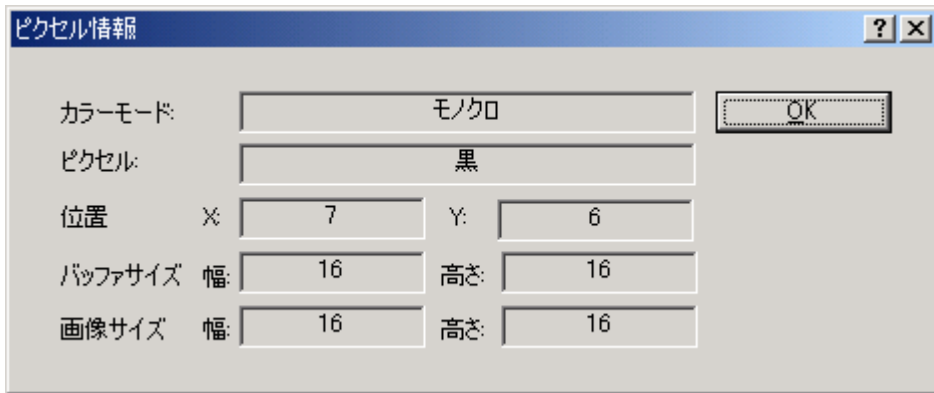 ピクセル情報
カラーモード: モノクロ OK
ピクセル: 黒
位置 X: 7 Y: 6
バッファサイズ 幅: 16 高さ: 16
画像サイズ 幅: 16 高さ: 16